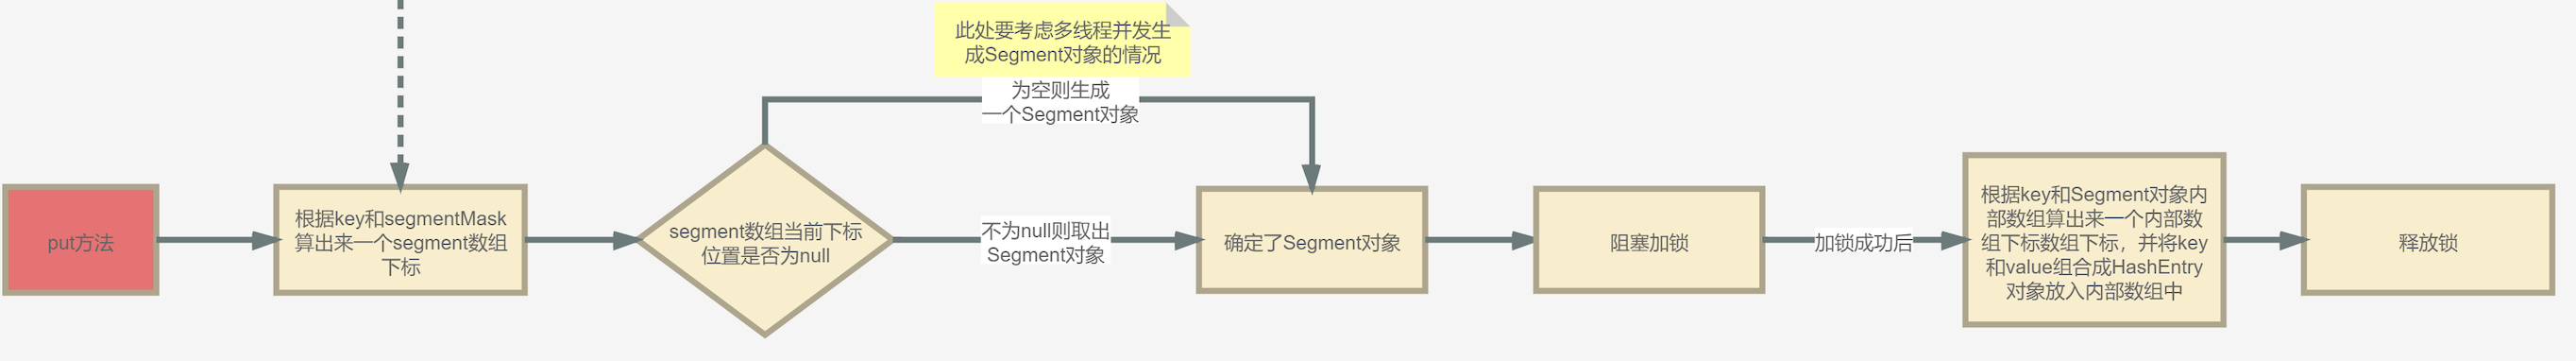 此处要考虑多线程并发生
成Segment对象的情况
为空则生成
一个Segment对象
put方法
根据key和segmentMask
算出来一个segment数组
下标
segment数组当前下标
位置是否为null
不为null则取出
Segment对象
确定了Segment对象
阻塞加锁
加锁成功后
根据key和Segment对象内
部数组算出来一个内部数
组下标数组下标，并将key
和value组合成HashEntry
对象放入内部数组中
释放锁